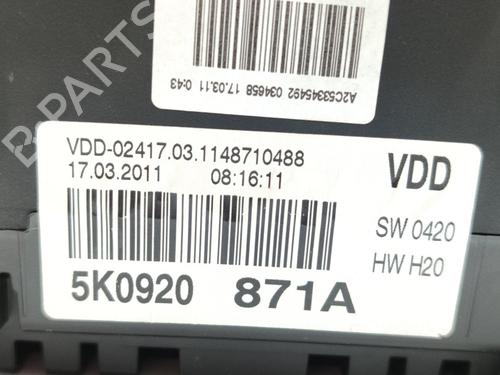 A2C53345492 034658 17.03.11 0:43
VDD-02417.03.1148710488
17.03.2011 08:16:11
VDD
SW 0420
HW H20
5K0920 871A
B-PARTS